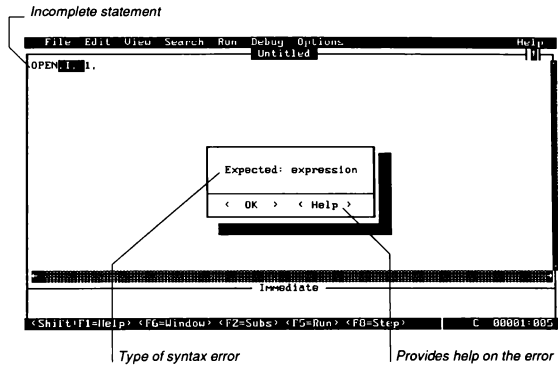 Incomplete statement
File Edit View Search Run Debug Options Help
Untitled
OPEN,I, 1,
Expected: expression
< OK > < Help >
Immediate
<Shift+F1=Help> <F6=Window> <F2=Subs> <F5=Run> <F8=Step> C 00001:005
Type of syntax error
Provides help on the error